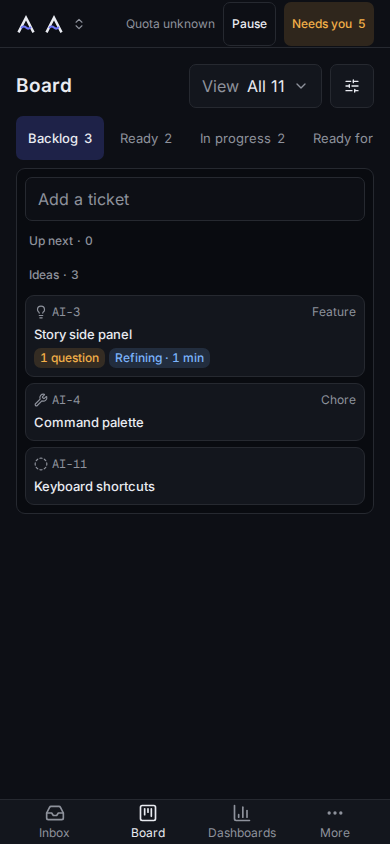 Quota unknown
Pause
Needs you 5
Board
View All 11
Backlog 3
Ready 2
In progress 2
Ready for
Add a ticket
Up next · 0
Ideas · 3
AI-3
Feature
Story side panel
1 question
Refining · 1 min
AI-4
Chore
Command palette
AI-11
Keyboard shortcuts
Inbox
Board
Dashboards
More